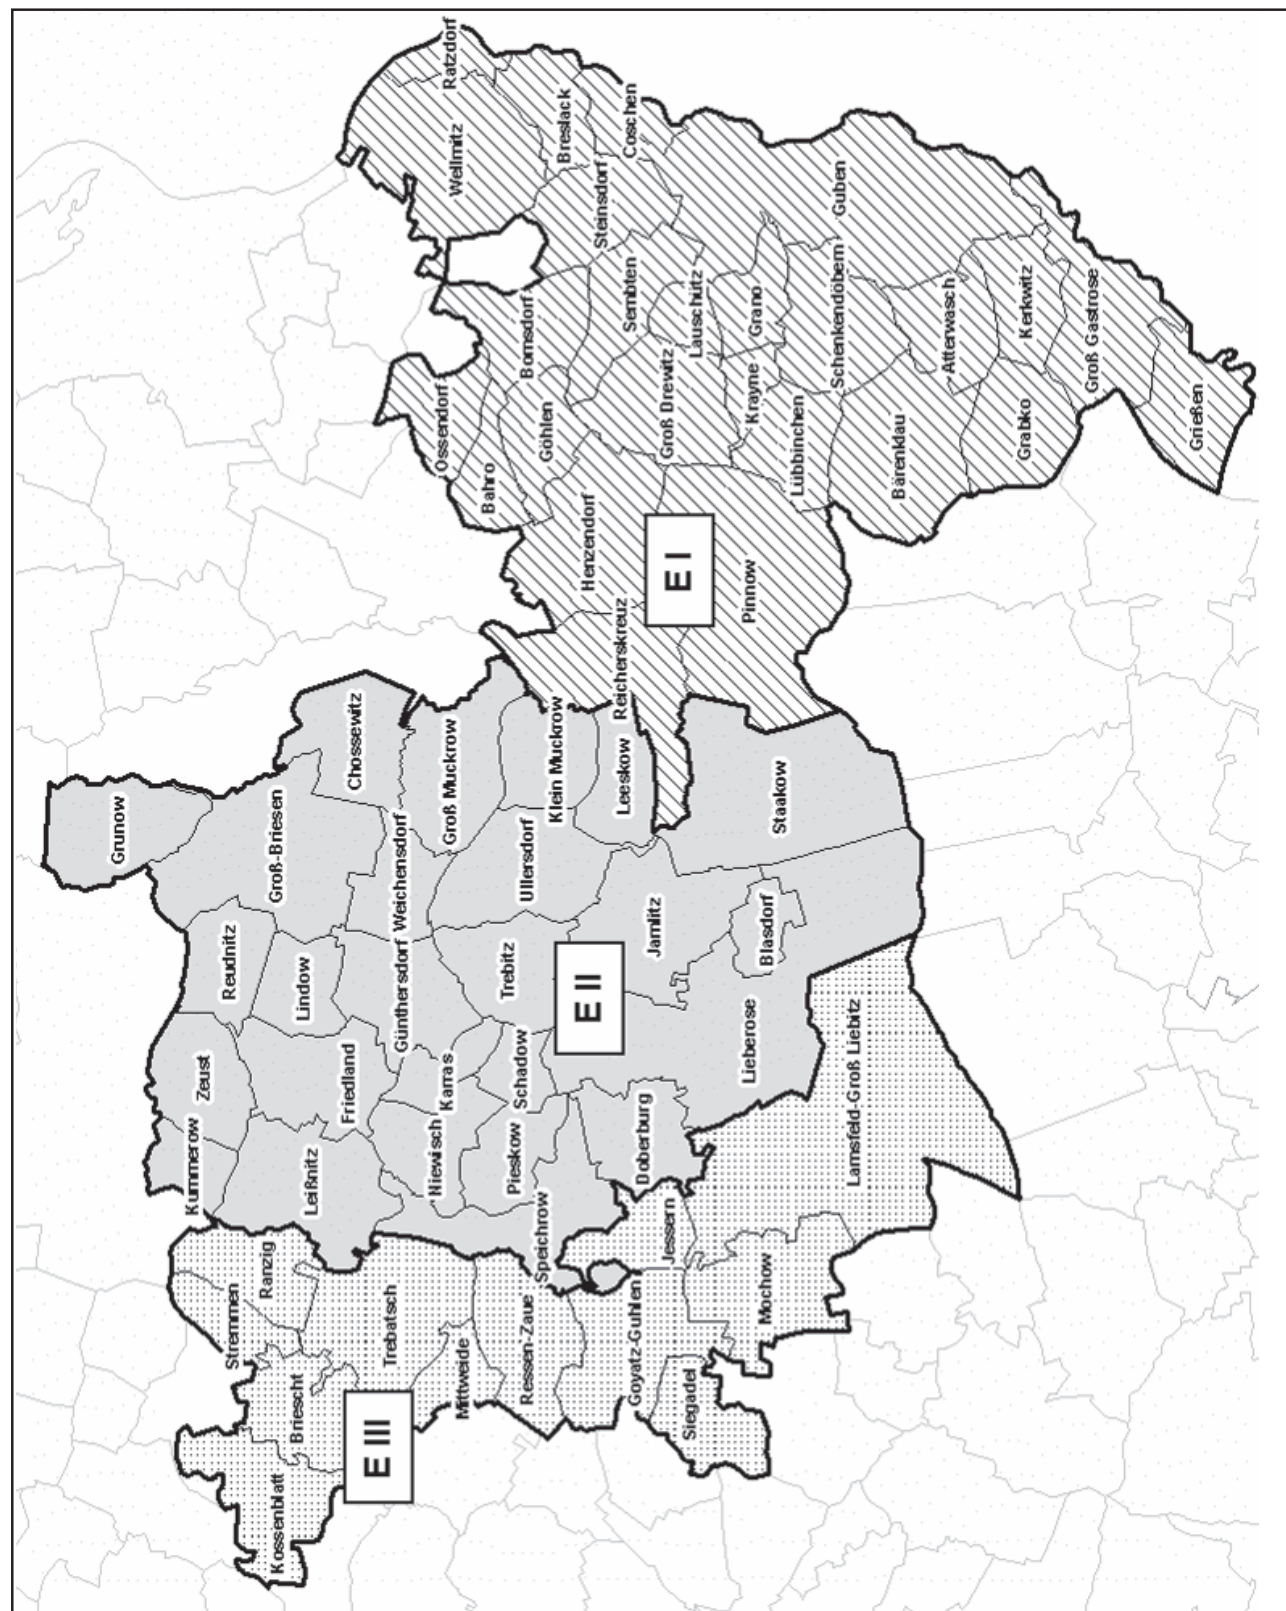 Kossenblatt
Briescht
Stremmen
Ranzig
Trebatsch
Mittweide
Ressen-Zaue
Goyatz-Guhlen
Siegadel
Jessern
Mochow
Lamsfeld-Groß Liebitz
E III
Kummerow
Zeust
Reudnitz
Grunow
Leißnitz
Friedland
Lindow
Groß-Briesen
Chossewitz
Niewisch
Karras
Günthersdorf
Weichensdorf
Groß Muckrow
Pieskow
Schadow
Trebitz
Ullersdorf
Klein Muckrow
Speichrow
Doberburg
Jamlitz
Leeskow
Lieberose
Blasdorf
Staakow
E II
Reicherskreuz
Henzendorf
Pinnow
E I
Bahro
Ossendorf
Göhlen
Bomsdorf
Wellmitz
Ratzdorf
Breslack
Coschen
Steinsdorf
Sembten
Lauschütz
Groß Drewitz
Krayne
Grano
Lübbinchen
Schenkendöbern
Guben
Bärenklau
Atterwasch
Grabko
Kerkwitz
Groß Gastrose
Grießen